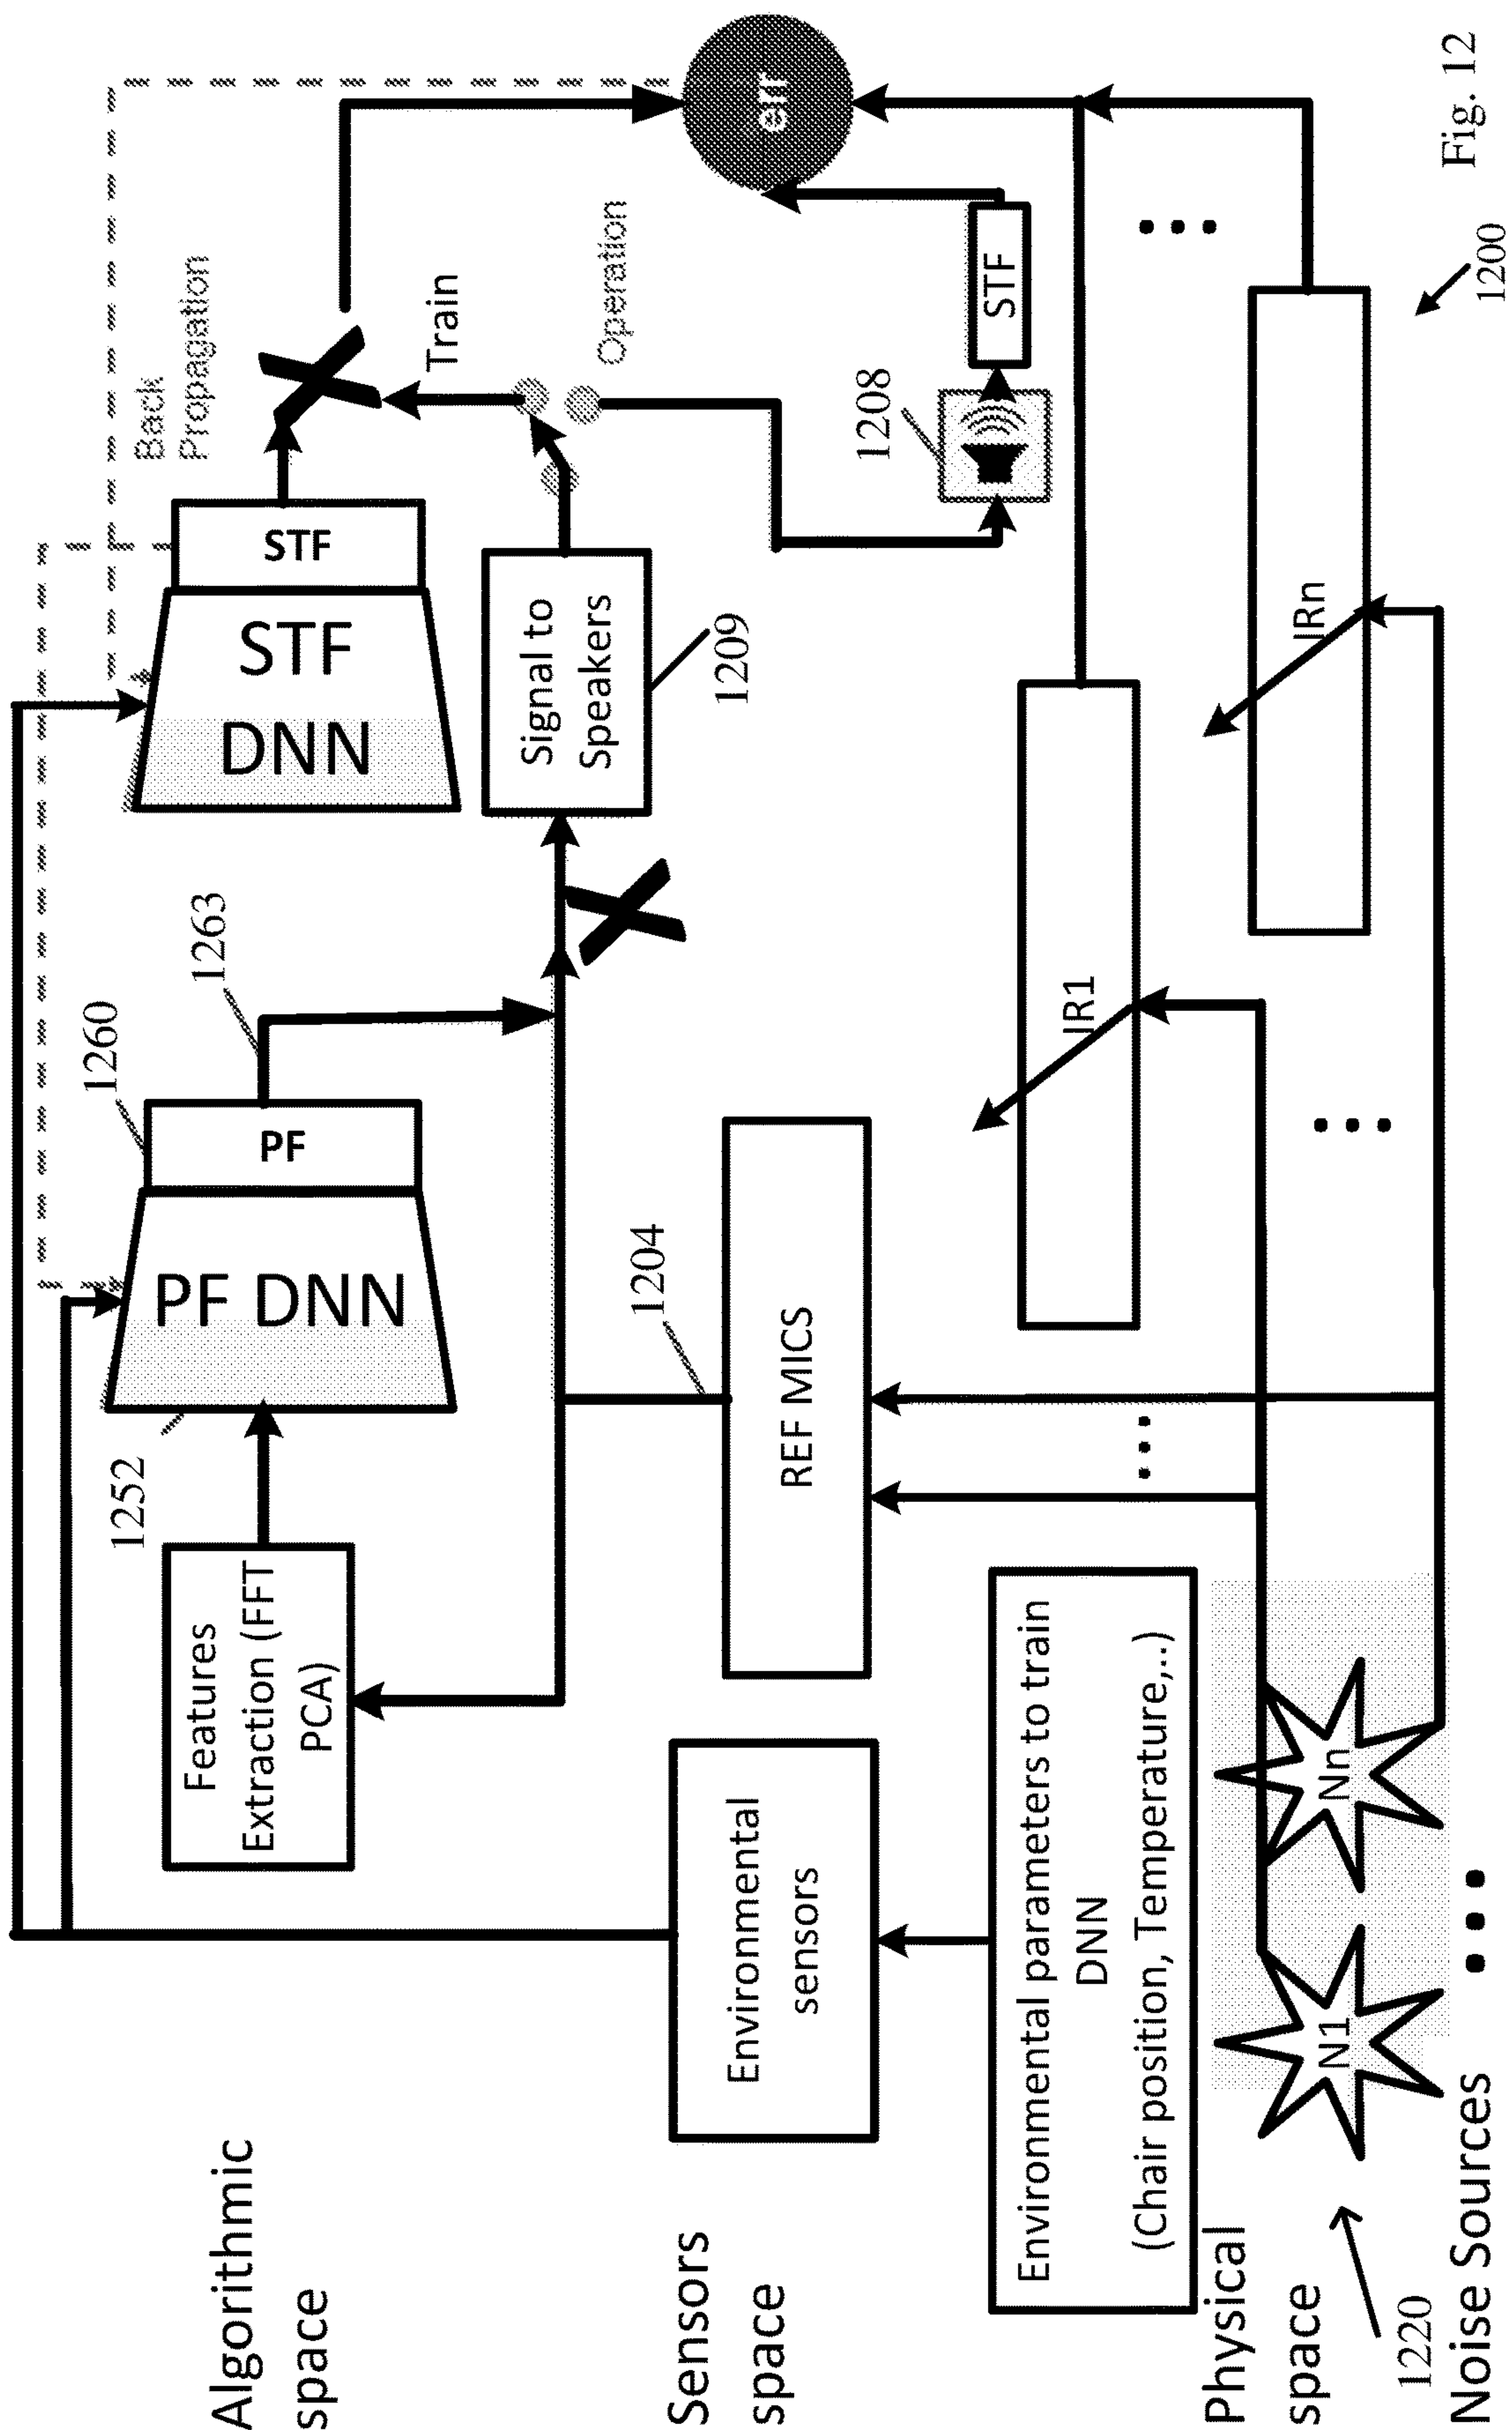 Algorithmic
space
Features
Extraction (FFT
PCA)
1252
PF DNN
PF
1260
1263
STF
DNN
STF
Back
Propagation
Train
Operation
Signal to
Speakers
1209
Sensors
space
Environmental
sensors
REF MICS
1204
1208
STF
err
Environmental parameters to train
DNN
(Chair position, Temperature,..)
IR1
IRn
Physical
space
N1
Nn
1220
Noise Sources
1200
Fig. 12